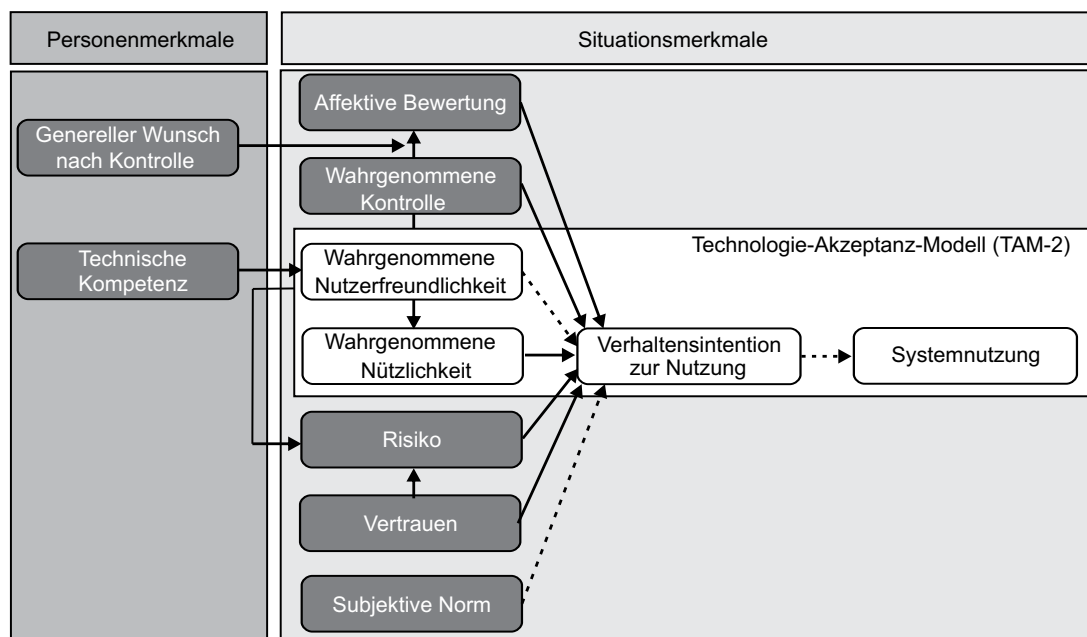 Personenmerkmale
Situationsmerkmale
Affektive Bewertung
Genereller Wunsch
nach Kontrolle
Wahrgenommene
Kontrolle
Technologie-Akzeptanz-Modell (TAM-2)
Technische
Kompetenz
Wahrgenommene
Nutzerfreundlichkeit
Wahrgenommene
Nützlichkeit
Verhaltensintention
zur Nutzung
Systemnutzung
Risiko
Vertrauen
Subjektive Norm